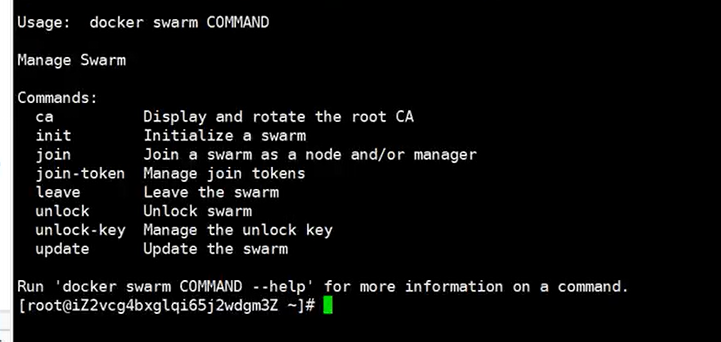 Usage:  docker swarm COMMAND
Manage Swarm
Commands:
  ca          Display and rotate the root CA
  init        Initialize a swarm
  join        Join a swarm as a node and/or manager
  join-token  Manage join tokens
  leave       Leave the swarm
  unlock      Unlock swarm
  unlock-key  Manage the unlock key
  update      Update the swarm
Run 'docker swarm COMMAND --help' for more information on a command.
[root@iZ2vcg4bxglqi65j2wdgm3Z ~]#